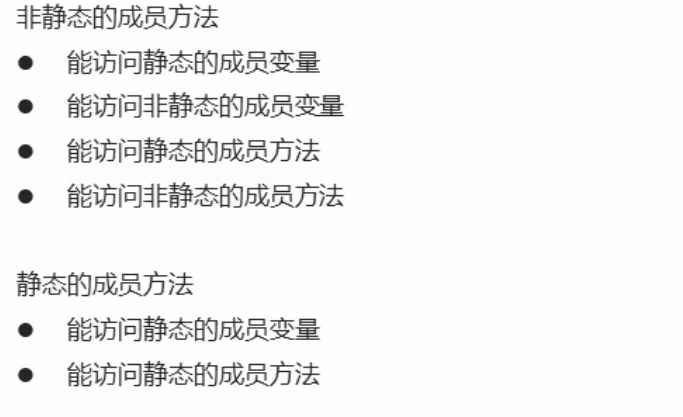 非静态的成员方法
● 能访问静态的成员变量
● 能访问非静态的成员变量
● 能访问静态的成员方法
● 能访问非静态的成员方法
静态的成员方法
● 能访问静态的成员变量
● 能访问静态的成员方法